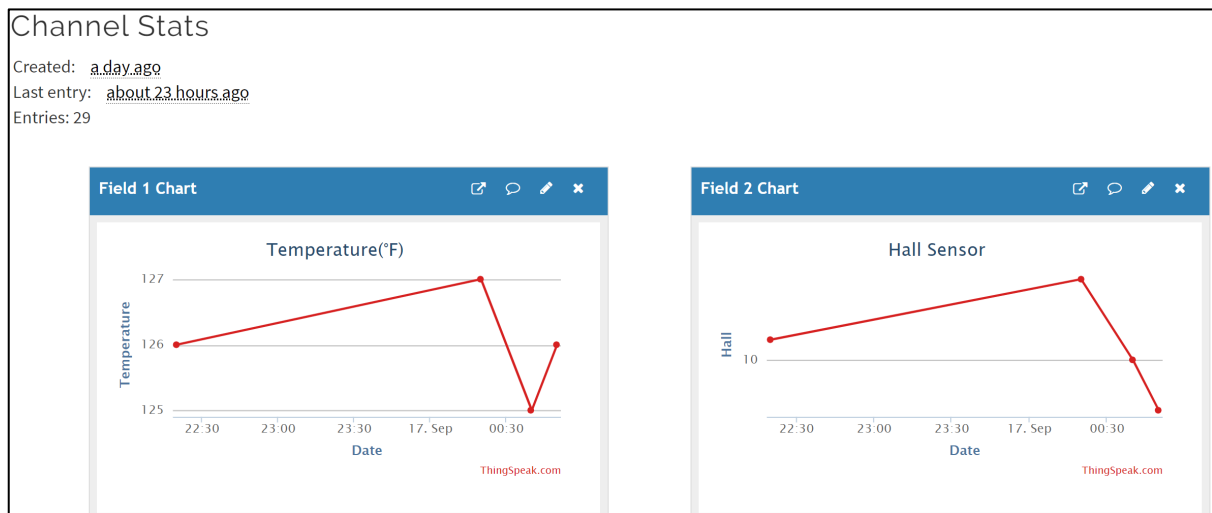 Channel Stats
Created: a day ago
Last entry: about 23 hours ago
Entries: 29
Field 1 Chart
Temperature(°F)
Temperature
127
126
125
22:30 23:00 23:30 17. Sep 00:30
Date
ThingSpeak.com
Field 2 Chart
Hall Sensor
Hall
10
22:30 23:00 23:30 17. Sep 00:30
Date
ThingSpeak.com